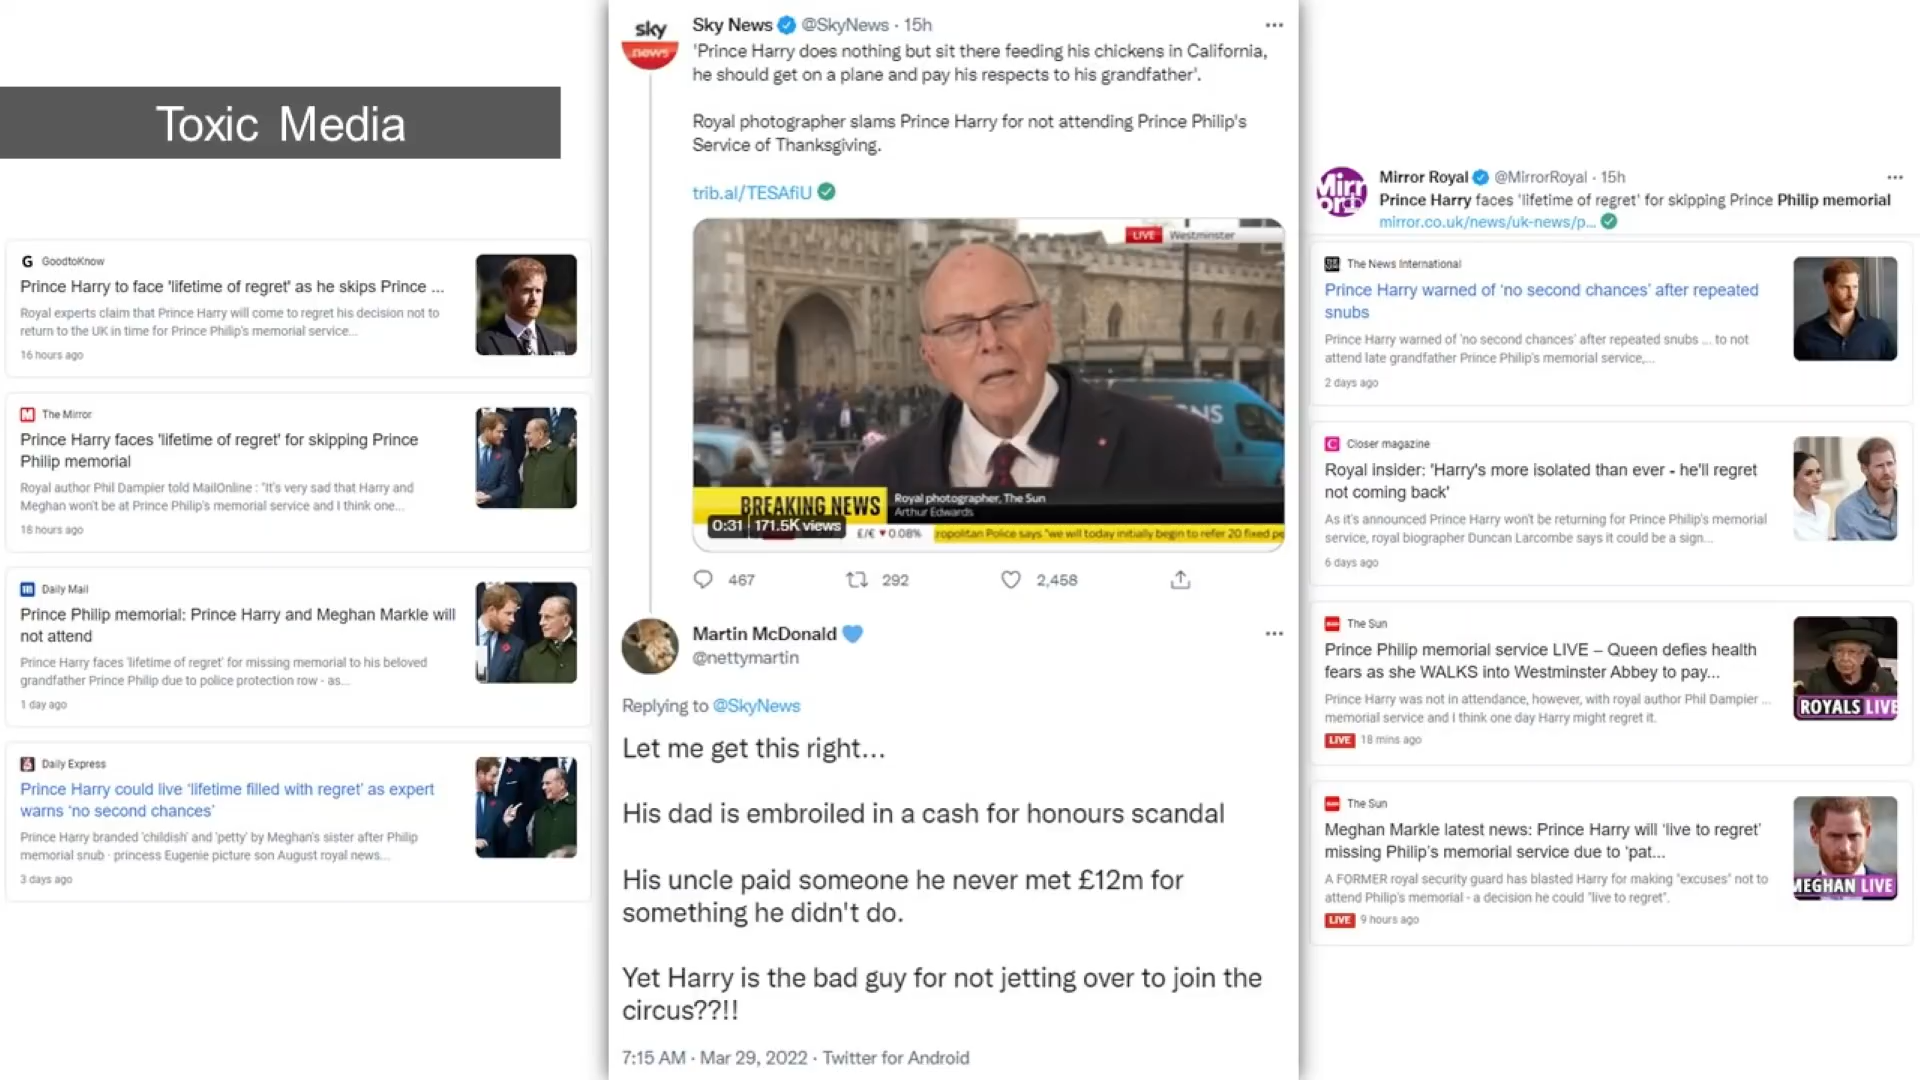 Toxic Media
GoodtoKnow
Prince Harry to face 'lifetime of regret' as he skips Prince ...
Royal experts claim that Prince Harry will come to regret his decision not to
return to the UK in time for Prince Philip's memorial service...
16 hours ago
The Mirror
Prince Harry faces 'lifetime of regret' for skipping Prince
Philip memorial
Royal author Phil Dampier told MailOnline : "It's very sad that Harry and
Meghan won't be at Prince Philip's memorial service and I think one...
18 hours ago
Daily Mail
Prince Philip memorial: Prince Harry and Meghan Markle will
not attend
Prince Harry faces 'lifetime of regret' for missing memorial to his beloved
grandfather Prince Philip due to police protection row - as...
1 day ago
Daily Express
Prince Harry could live 'lifetime filled with regret' as expert
warns 'no second chances'
Prince Harry branded 'childish' and 'petty' by Meghan's sister after Philip
memorial snub · princess Eugenie picture son August royal news...
3 days ago
sky
news
Sky News @SkyNews · 15h
'Prince Harry does nothing but sit there feeding his chickens in California,
he should get on a plane and pay his respects to his grandfather'.
Royal photographer slams Prince Harry for not attending Prince Philip's
Service of Thanksgiving.
trib.al/TESAfiU
LIVE Westminster
BREAKING NEWS
Royal photographer, The Sun
Arthur Edwards
0:31 171.5K views
£/€ ▼0.08%
ropolitan Police says "we will today initially begin to refer 20 fixed pe
467 292 2,458
Martin McDonald
@nettymartin
Replying to @SkyNews
Let me get this right...
His dad is embroiled in a cash for honours scandal
His uncle paid someone he never met £12m for
something he didn't do.
Yet Harry is the bad guy for not jetting over to join the
circus??!!
7:15 AM · Mar 29, 2022 · Twitter for Android
Mirror Royal @MirrorRoyal · 15h
Prince Harry faces 'lifetime of regret' for skipping Prince Philip memorial
mirror.co.uk/news/uk-news/p...
The News International
Prince Harry warned of 'no second chances' after repeated
snubs
Prince Harry warned of 'no second chances' after repeated snubs ... to not
attend late grandfather Prince Philip's memorial service,...
2 days ago
Closer magazine
Royal insider: 'Harry's more isolated than ever - he'll regret
not coming back'
As it's announced Prince Harry won't be returning for Prince Philip's memorial
service, royal biographer Duncan Larcombe says it could be a sign...
6 days ago
The Sun
Prince Philip memorial service LIVE – Queen defies health
fears as she WALKS into Westminster Abbey to pay...
Prince Harry was not in attendance, however, with royal author Phil Dampier ...
memorial service and I think one day Harry might regret it.
LIVE 18 mins ago
ROYALS LIVE
The Sun
Meghan Markle latest news: Prince Harry will 'live to regret'
missing Philip's memorial service due to 'pat...
A FORMER royal security guard has blasted Harry for making "excuses" not to
attend Philip's memorial - a decision he could "live to regret".
LIVE 9 hours ago
MEGHAN LIVE